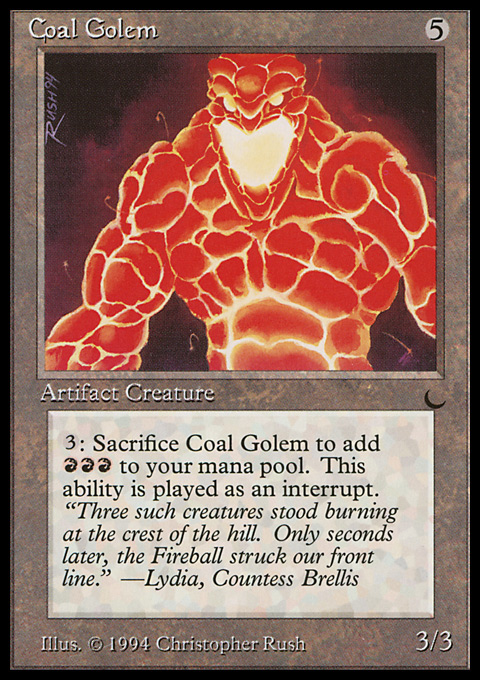 Coal Golem 5
RUSH94
Artifact Creature
3: Sacrifice Coal Golem to add
to your mana pool. This
ability is played as an interrupt.
“Three such creatures stood burning
at the crest of the hill. Only seconds
later, the Fireball struck our front
line.” —Lydia, Countess Brellis
Illus. © 1994 Christopher Rush 3/3